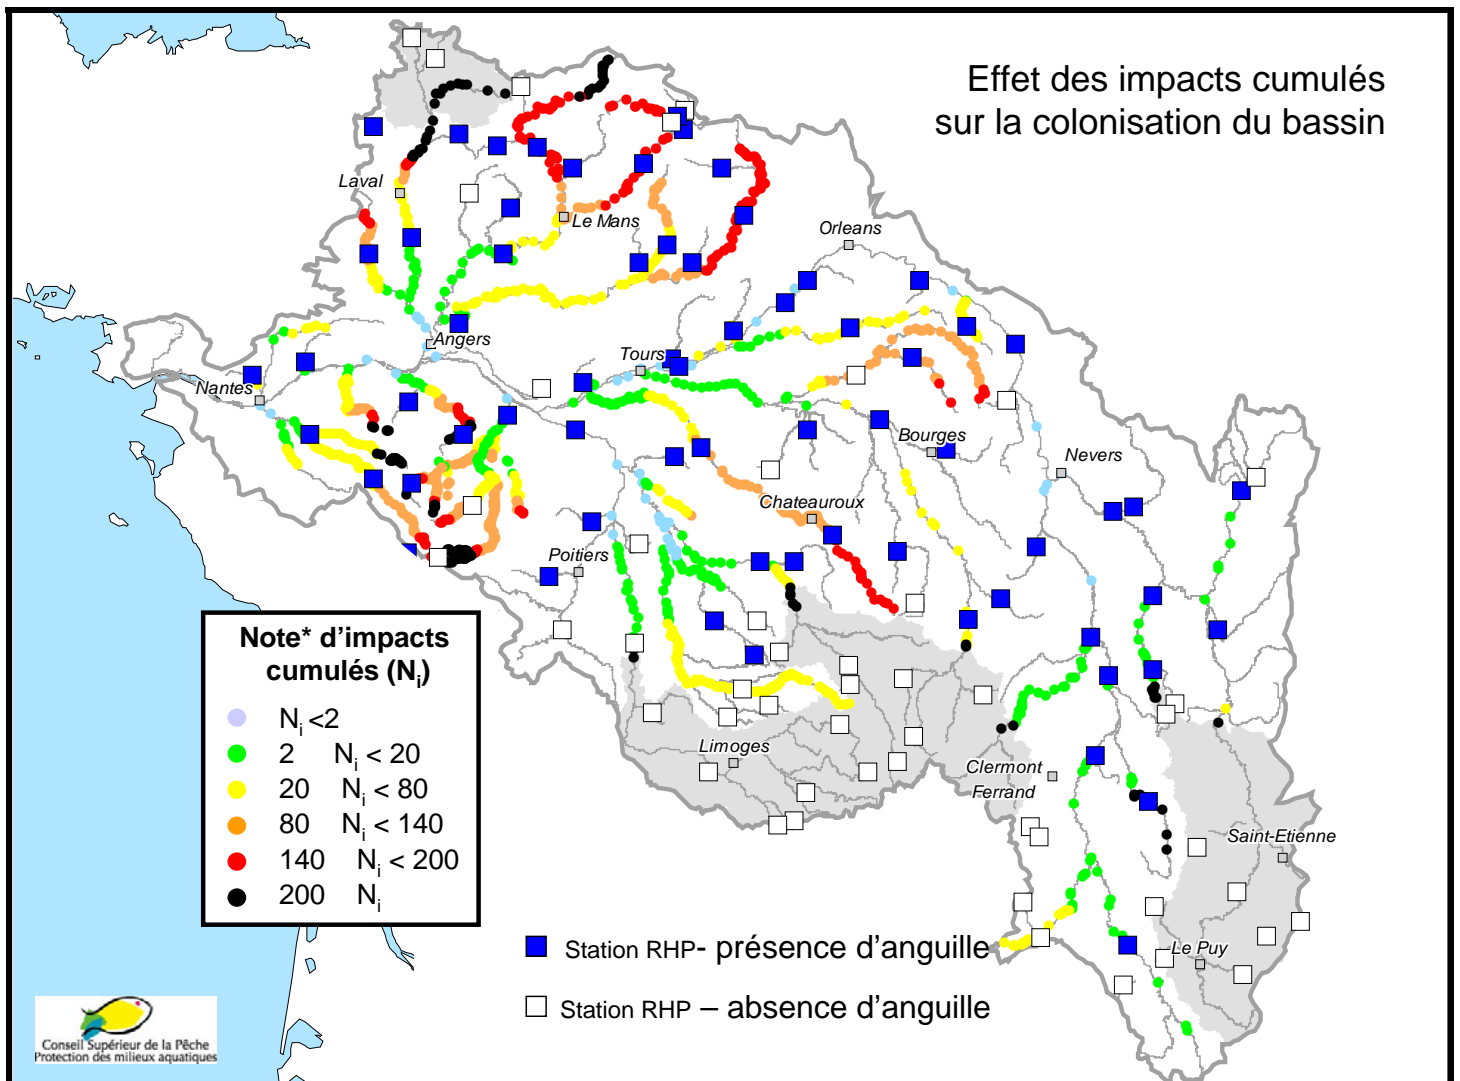 Effet des impacts cumulés
sur la colonisation du bassin
Laval
Le Mans
Orleans
Angers
Tours
Nantes
Bourges
Nevers
Chateauroux
Poitiers
Note* d'impacts
cumulés (Ni)
Ni <2
2 Ni < 20
20 Ni < 80
80 Ni < 140
140 Ni < 200
200 Ni
Limoges
Clermont
Ferrand
Saint-Etienne
Le Puy
Station RHP- présence d'anguille
Station RHP – absence d'anguille
Conseil Supérieur de la Pêche
Protection des milieux aquatiques